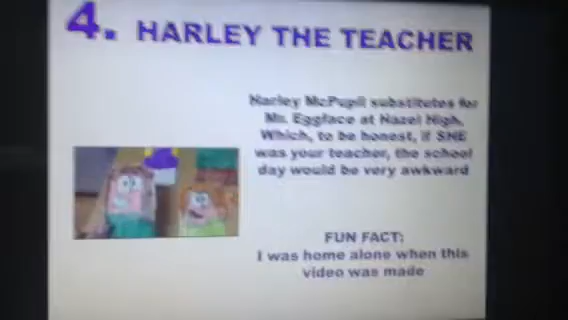 4. HARLEY THE TEACHER
Harley McPupil substitutes for
Mr. Eggface at Hazel High.
Which, to be honest, if SHE
was your teacher, the school
day would be very awkward
FUN FACT:
I was home alone when this
video was made